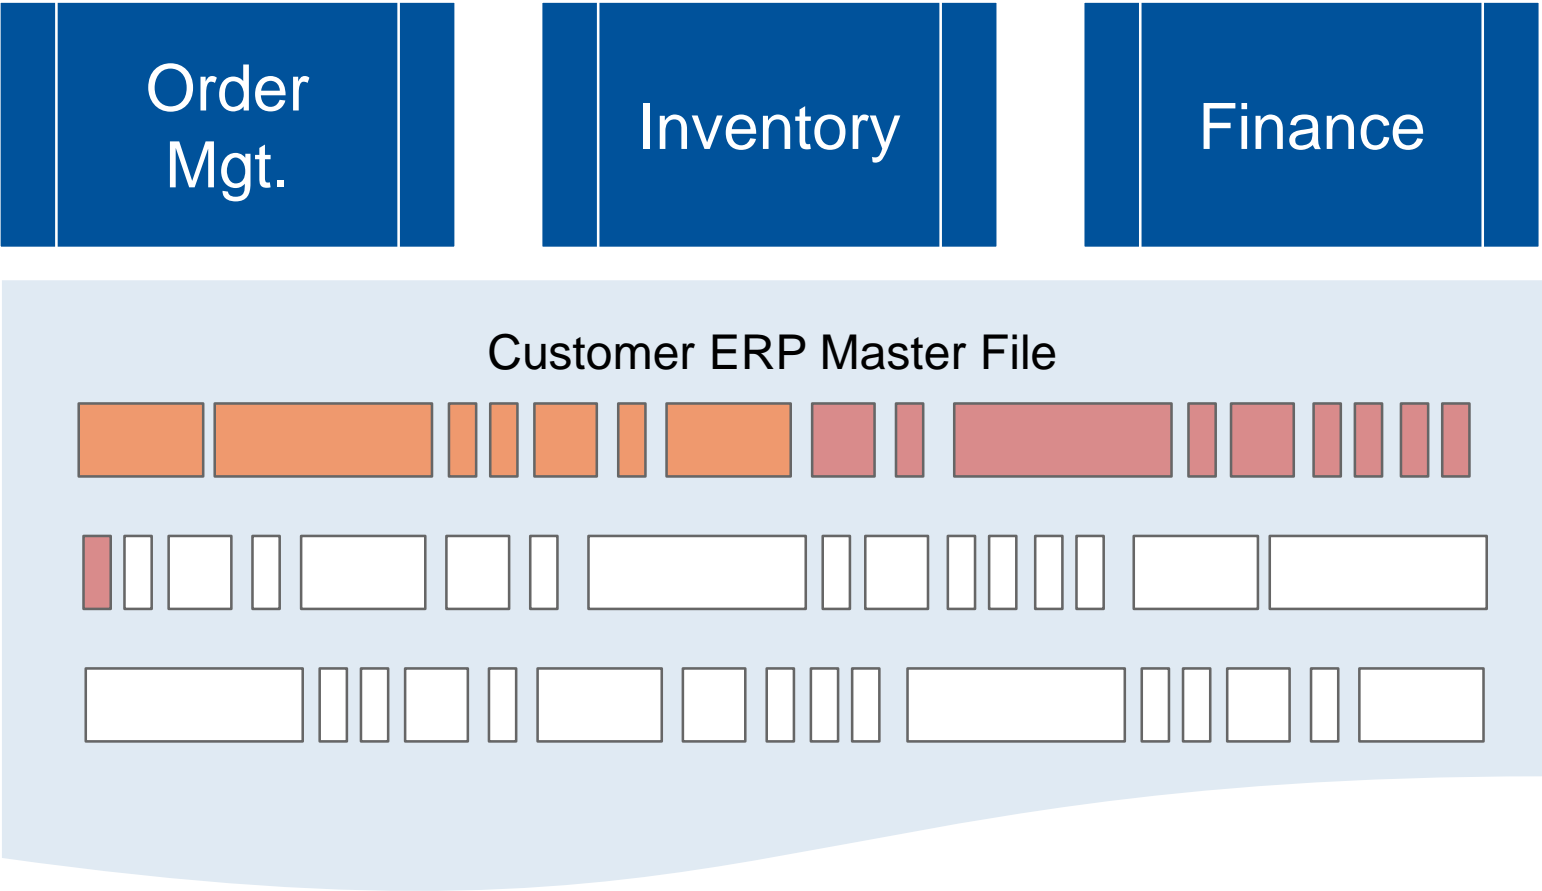 Order
Mgt.
Inventory
Finance
Customer ERP Master File